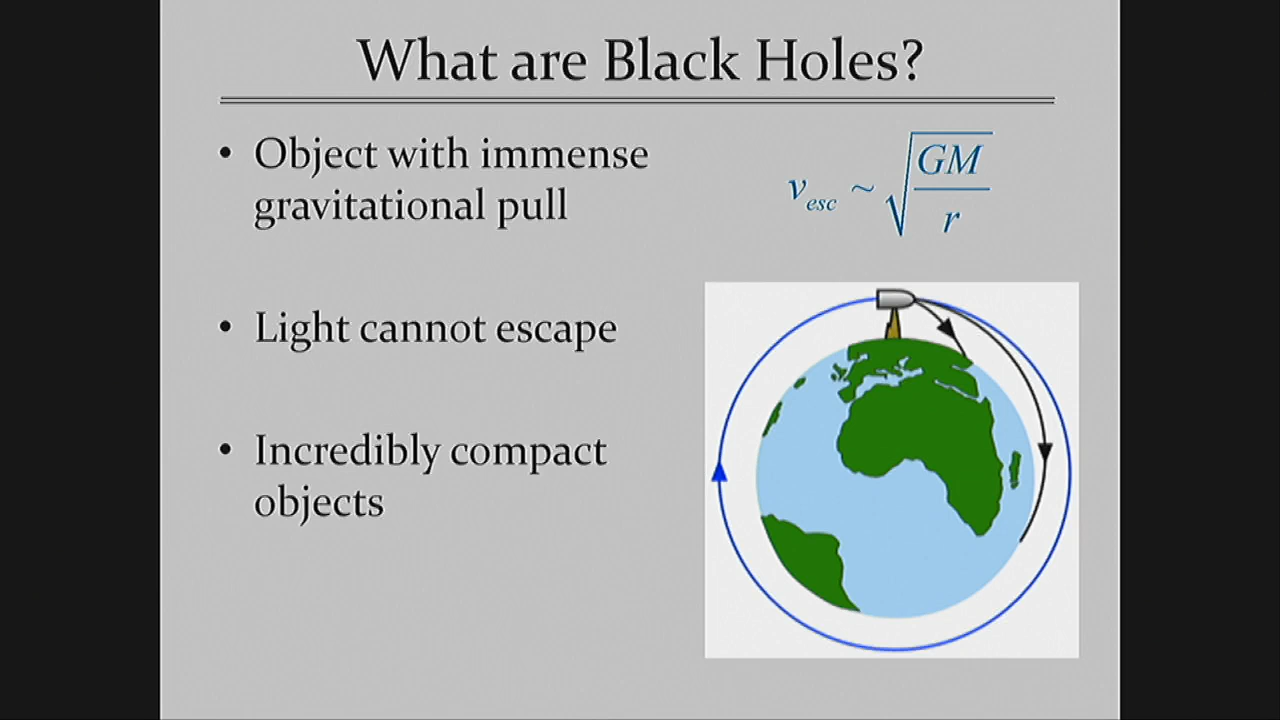 What are Black Holes?
• Object with immense
gravitational pull
v_esc ~ √(GM/r)
• Light cannot escape
• Incredibly compact
objects